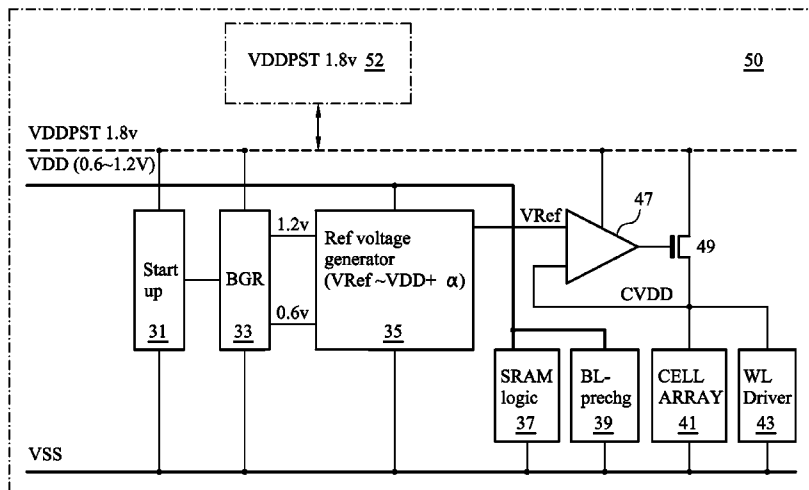 VDDPST 1.8v 52
50
VDDPST 1.8v
VDD (0.6~1.2V)
VRef
47
49
1.2v
Start
up
31
BGR
33
0.6v
Ref voltage
generator
(VRef ~VDD+ α)
35
CVDD
SRAM
logic
37
BL-
prechg
39
CELL
ARRAY
41
WL
Driver
43
VSS